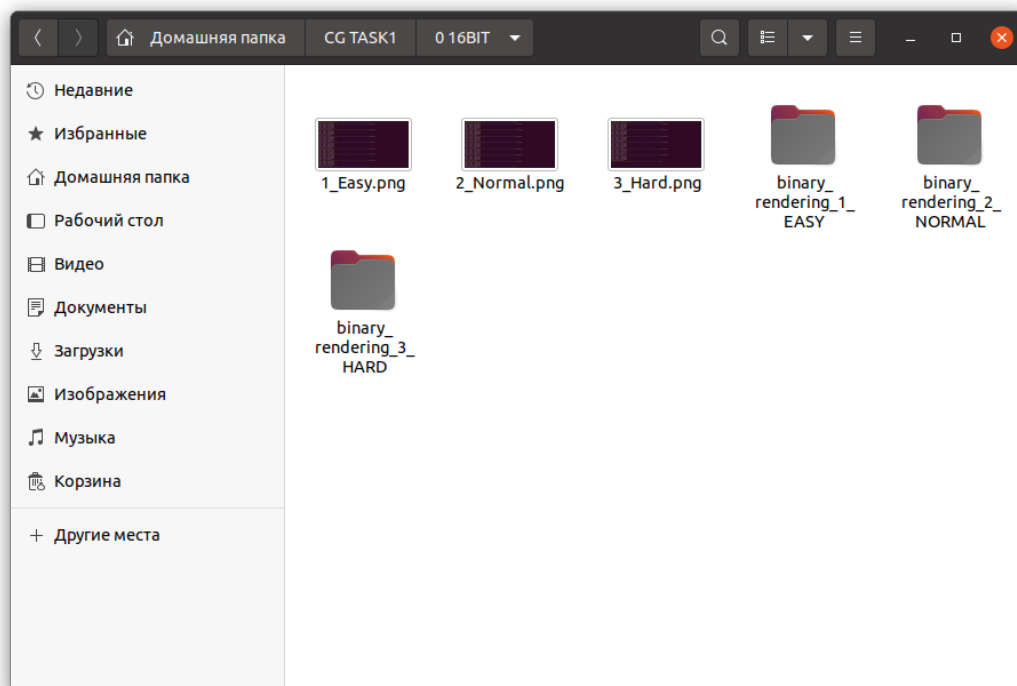 Домашняя папка
CG TASK1
0 16BIT
Недавние
Избранные
Домашняя папка
Рабочий стол
Видео
Документы
Загрузки
Изображения
Музыка
Корзина
Другие места
1_Easy.png
2_Normal.png
3_Hard.png
binary_
rendering_1_
EASY
binary_
rendering_2_
NORMAL
binary_
rendering_3_
HARD